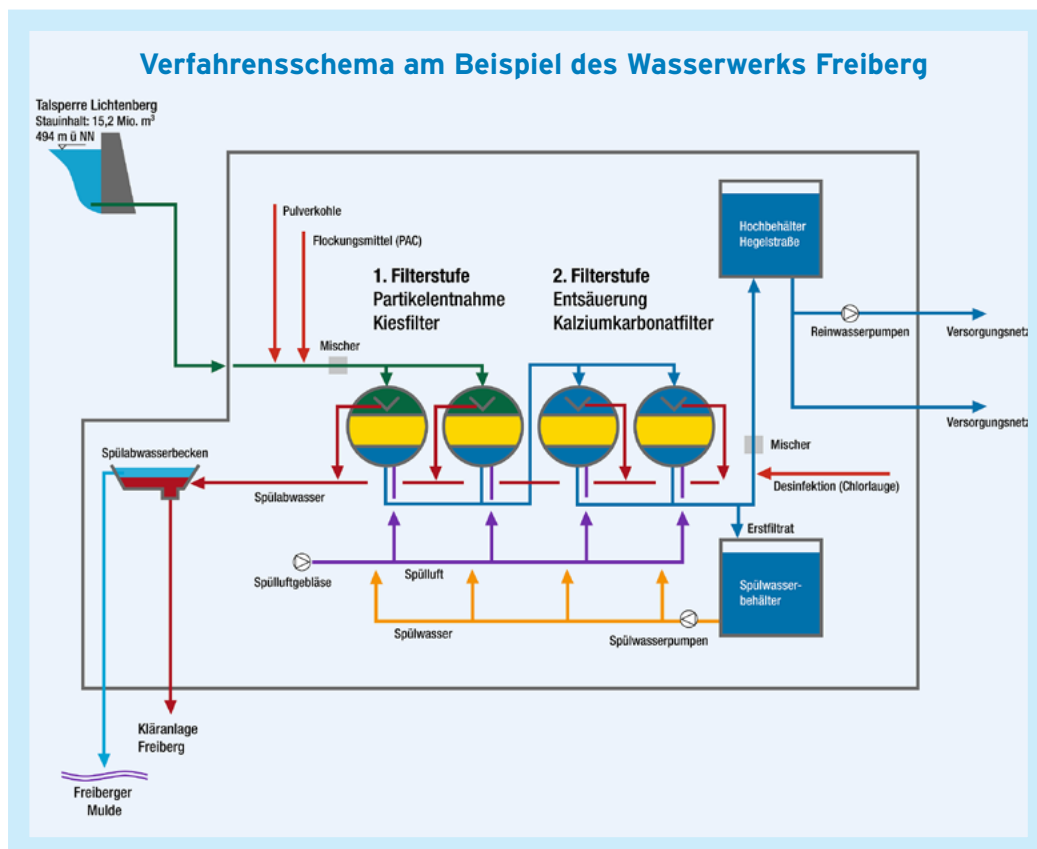 Verfahrensschema am Beispiel des Wasserwerks Freiberg
Talsperre Lichtenberg
Stauinhalt: 15,2 Mio. m³
494 m ü NN
Pulverkohle
Flockungsmittel (PAC)
1. Filterstufe
Partikelentnahme
Kiesfilter
2. Filterstufe
Entsäuerung
Kalziumkarbonatfilter
Hochbehälter
Hegelstraße
Reinwasserpumpen
Versorgungsnetz
Mischer
Versorgungsnetz
Mischer
Spülabwasserbecken
Spülabwasser
Desinfektion (Chlorlauge)
Erstfiltrat
Spülluftgebläse
Spülluft
Spülwasser-
behälter
Spülwasser
Spülwasserpumpen
Kläranlage
Freiberg
Freiberger
Mulde